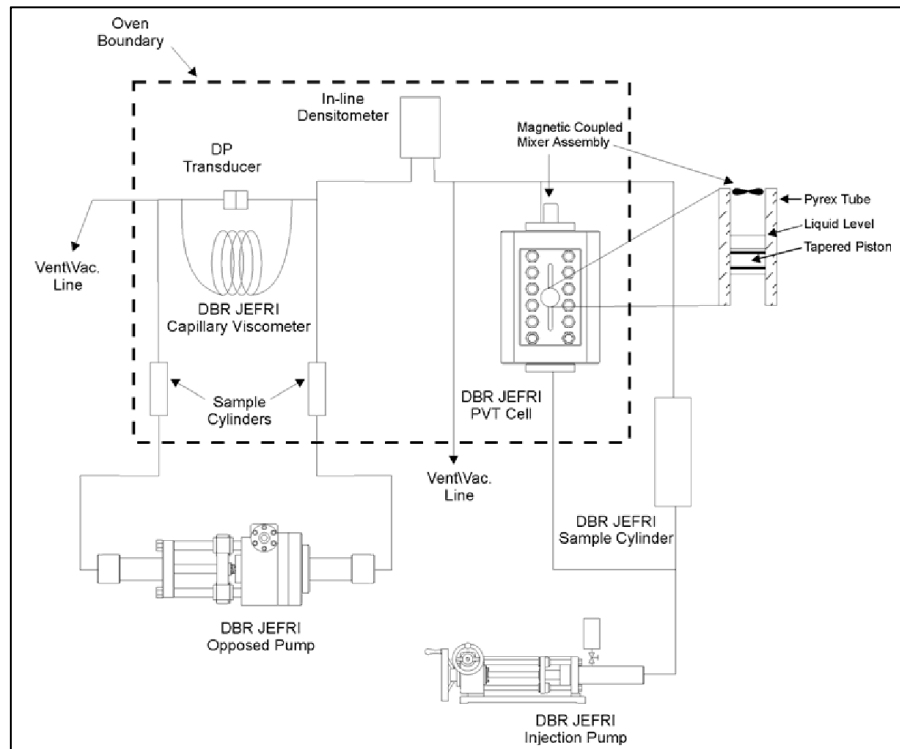 Oven
Boundary
In-line
Densitometer
Magnetic Coupled
Mixer Assembly
DP
Transducer
Pyrex Tube
Liquid Level
Tapered Piston
Vent\Vac.
Line
DBR JEFRI
Capillary Viscometer
Sample
Cylinders
DBR JEFRI
PVT Cell
Vent\Vac.
Line
DBR JEFRI
Sample Cylinder
DBR JEFRI
Opposed Pump
DBR JEFRI
Injection Pump